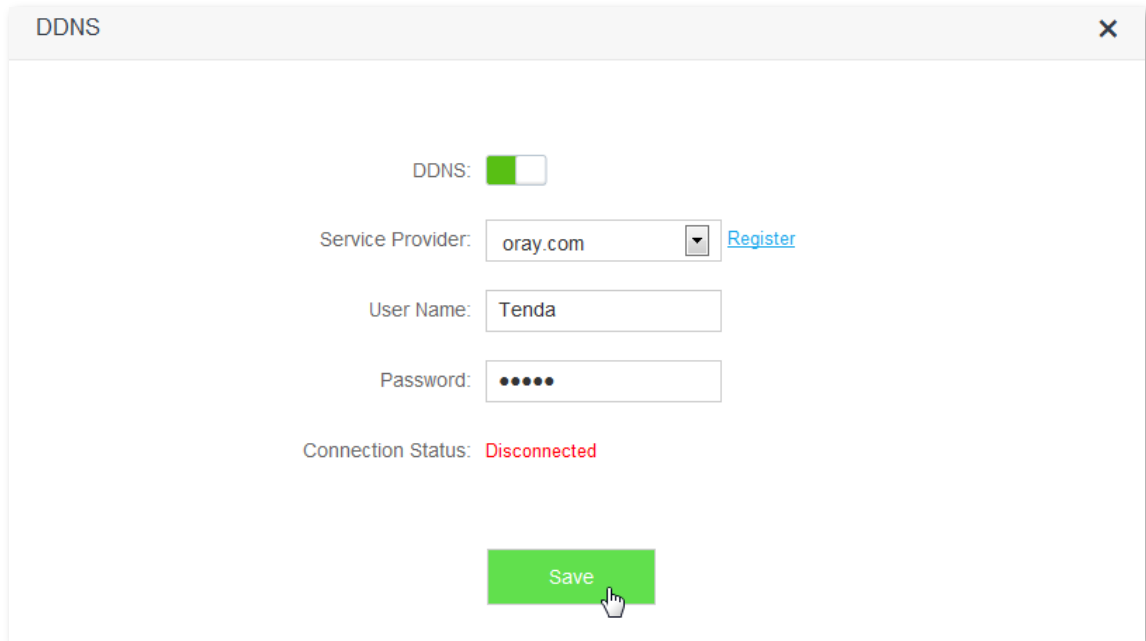 DDNS
DDNS:
Service Provider: oray.com Register
User Name: Tenda
Password: •••••
Connection Status: Disconnected
Save